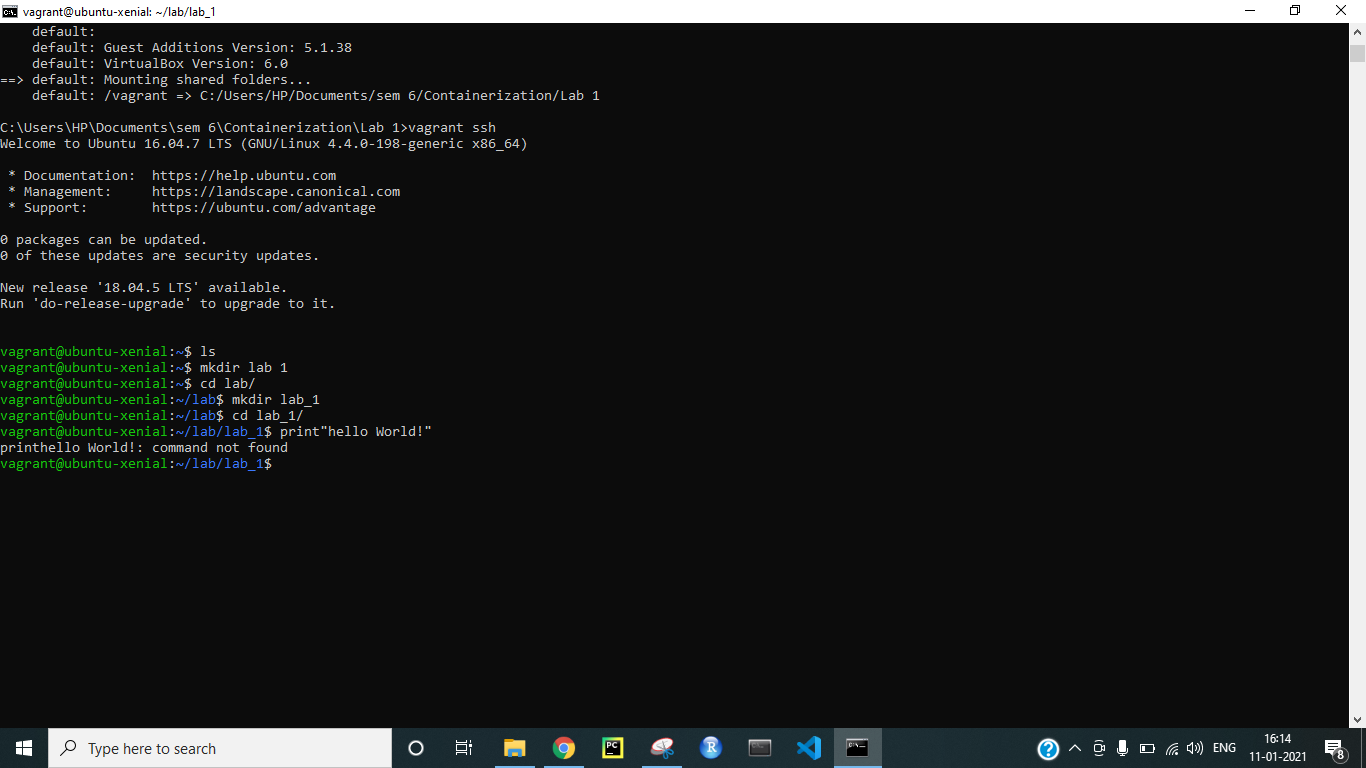 vagrant@ubuntu-xenial: ~/lab/lab_1
default:
default: Guest Additions Version: 5.1.38
default: VirtualBox Version: 6.0
==> default: Mounting shared folders...
default: /vagrant => C:/Users/HP/Documents/sem 6/Containerization/Lab 1
C:\Users\HP\Documents\sem 6\Containerization\Lab 1>vagrant ssh
Welcome to Ubuntu 16.04.7 LTS (GNU/Linux 4.4.0-198-generic x86_64)
* Documentation:  https://help.ubuntu.com
* Management:     https://landscape.canonical.com
* Support:        https://ubuntu.com/advantage
0 packages can be updated.
0 of these updates are security updates.
New release '18.04.5 LTS' available.
Run 'do-release-upgrade' to upgrade to it.
vagrant@ubuntu-xenial:~$ ls
vagrant@ubuntu-xenial:~$ mkdir lab 1
vagrant@ubuntu-xenial:~$ cd lab/
vagrant@ubuntu-xenial:~/lab$ mkdir lab_1
vagrant@ubuntu-xenial:~/lab$ cd lab_1/
vagrant@ubuntu-xenial:~/lab/lab_1$ print"hello World!"
printhello World!: command not found
vagrant@ubuntu-xenial:~/lab/lab_1$
Type here to search
PC
R
C:\_
ENG
16:14
11-01-2021
8